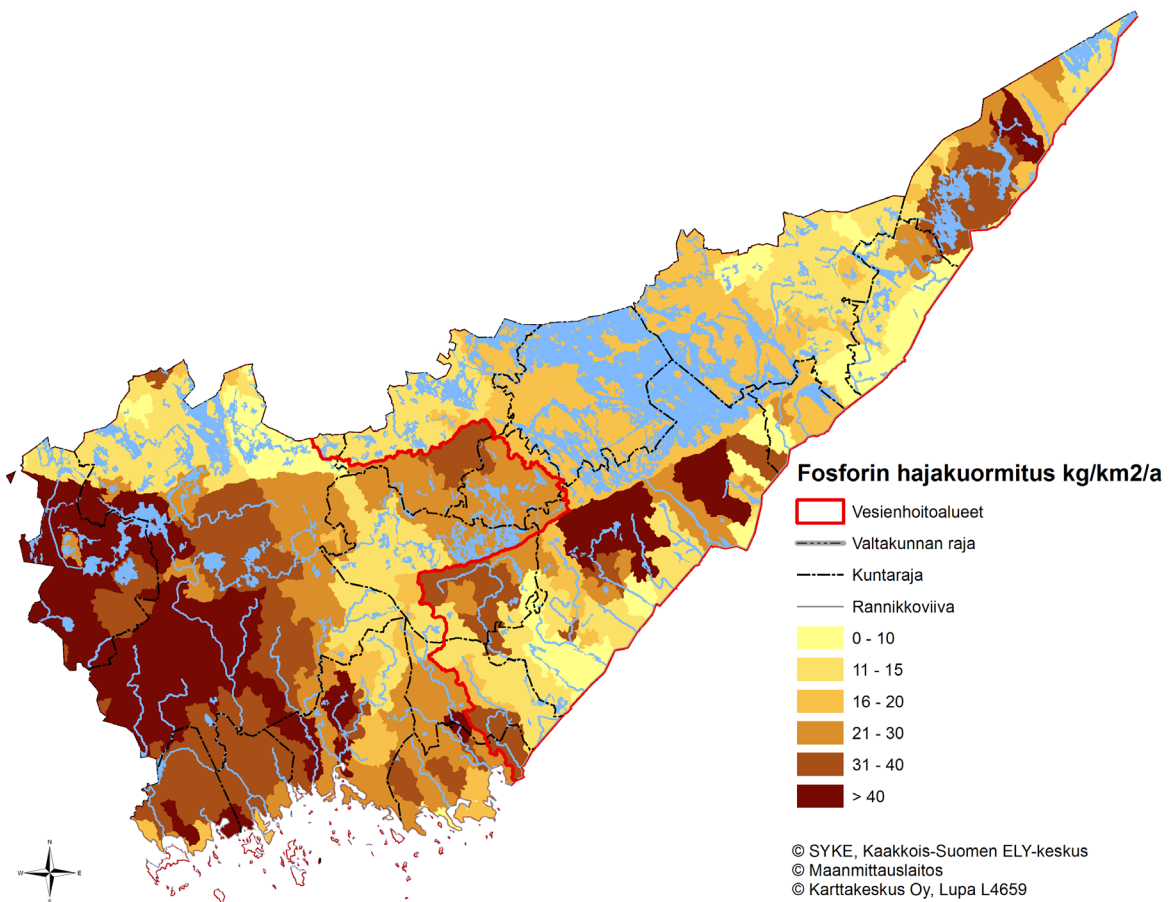 Fosforin hajakuormitus kg/km2/a
Vesienhoitoalueet
Valtakunnan raja
Kuntaraja
Rannikkoviiva
0 - 10
11 - 15
16 - 20
21 - 30
31 - 40
> 40
© SYKE, Kaakkois-Suomen ELY-keskus
© Maanmittauslaitos
© Karttakeskus Oy, Lupa L4659
N
W
E